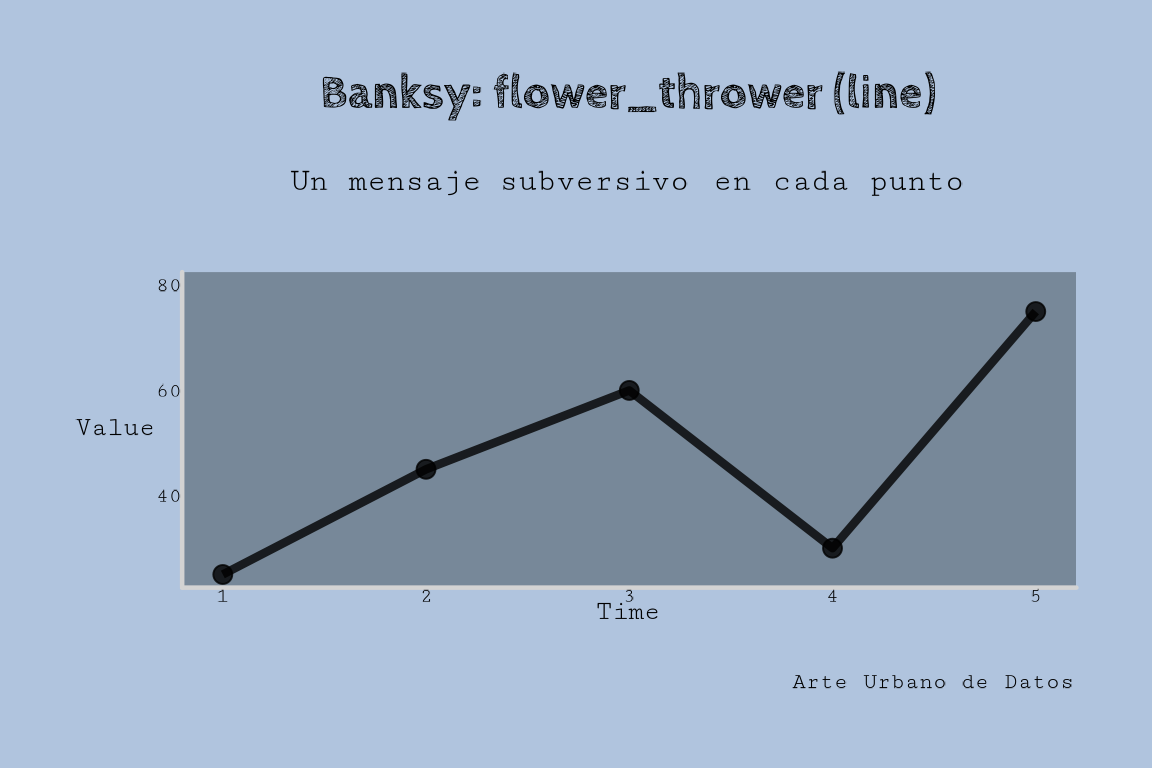 Banksy: flower_thrower (line)
Un mensaje subversivo en cada punto
80
60
Value
40
1 2 3 4 5
Time
Arte Urbano de Datos